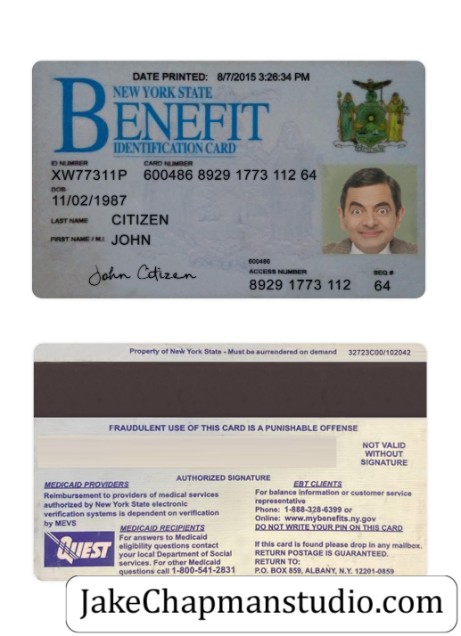 DATE PRINTED: 8/7/2015 3:26:34 PM
NEW YORK STATE
BENEFIT
IDENTIFICATION CARD
ID NUMBER CARD NUMBER
XW77311P 600486 8929 1773 112 64
DOB
11/02/1987
LAST NAME CITIZEN
FIRST NAME / M.I. JOHN
John Citizen
600486
ACCESS NUMBER SEQ #
8929 1773 112 64
Property of New York State - Must be surrendered on demand 32723C00/102042
FRAUDULENT USE OF THIS CARD IS A PUNISHABLE OFFENSE
NOT VALID
WITHOUT
SIGNATURE
AUTHORIZED SIGNATURE
MEDICAID PROVIDERS
Reimbursement to providers of medical services
authorized by New York State electronic
verification systems is dependent on verification
by MEVS
QUEST
MEDICAID RECIPIENTS
For answers to Medicaid
eligibility questions contact
your local Department of Social
services. For other Medicaid
questions call 1-800-541-2831
EBT CLIENTS
For balance information or customer service
representative
Phone: 1-888-328-6399 or
Online: www.mybenefits.ny.gov
DO NOT WRITE YOUR PIN ON THIS CARD
If this card is found please drop in any mailbox.
RETURN POSTAGE IS GUARANTEED.
RETURN TO:
P.O. BOX 859, ALBANY, N.Y. 12201-0859
JakeChapmanstudio.com